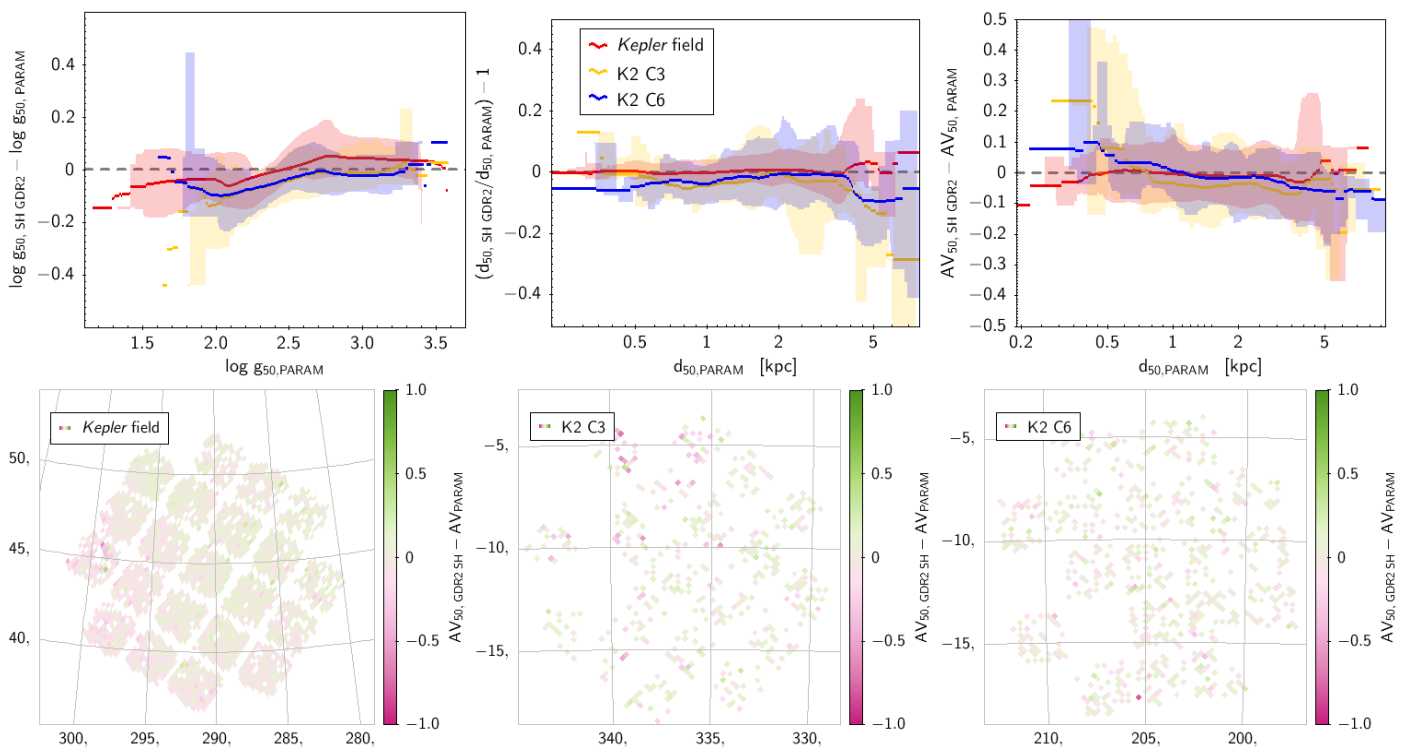 log g50, SH GDR2 − log g50, PARAM
0.4
0.2
0
−0.2
−0.4
1.5 2.0 2.5 3.0 3.5
log g50,PARAM
(d50, SH GDR2/d50, PARAM) − 1
0.4
0.2
0
−0.2
−0.4
Kepler field
K2 C3
K2 C6
0.5 1 2 5
d50,PARAM [kpc]
AV50, SH GDR2 − AV50, PARAM
0.5
0.4
0.3
0.2
0.1
0
−0.1
−0.2
−0.3
−0.4
−0.5
0.2 0.5 1 2 5
d50,PARAM [kpc]
Kepler field
50,
45,
40,
300, 295, 290, 285, 280,
1.0
0.5
0
−0.5
−1.0
AV50, GDR2 SH − AVPARAM
K2 C3
−5,
−10,
−15,
340, 335, 330,
1.0
0.5
0
−0.5
−1.0
AV50, GDR2 SH − AVPARAM
K2 C6
−5,
−10,
−15,
210, 205, 200,
1.0
0.5
0
−0.5
−1.0
AV50, GDR2 SH − AVPARAM